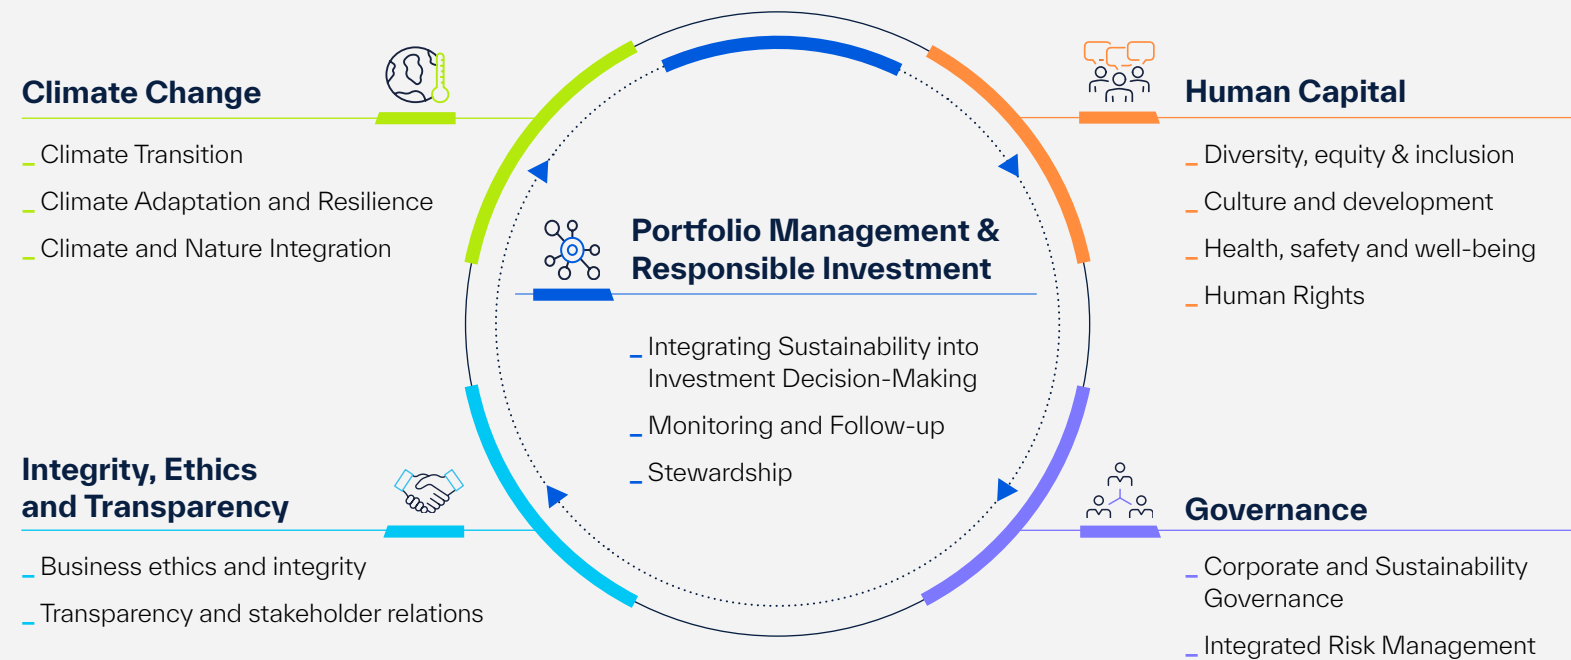 Climate Change
_ Climate Transition
_ Climate Adaptation and Resilience
_ Climate and Nature Integration
Human Capital
_ Diversity, equity & inclusion
_ Culture and development
_ Health, safety and well-being
_ Human Rights
Portfolio Management &
Responsible Investment
_ Integrating Sustainability into
Investment Decision-Making
_ Monitoring and Follow-up
_ Stewardship
Integrity, Ethics
and Transparency
_ Business ethics and integrity
_ Transparency and stakeholder relations
Governance
_ Corporate and Sustainability
Governance
_ Integrated Risk Management